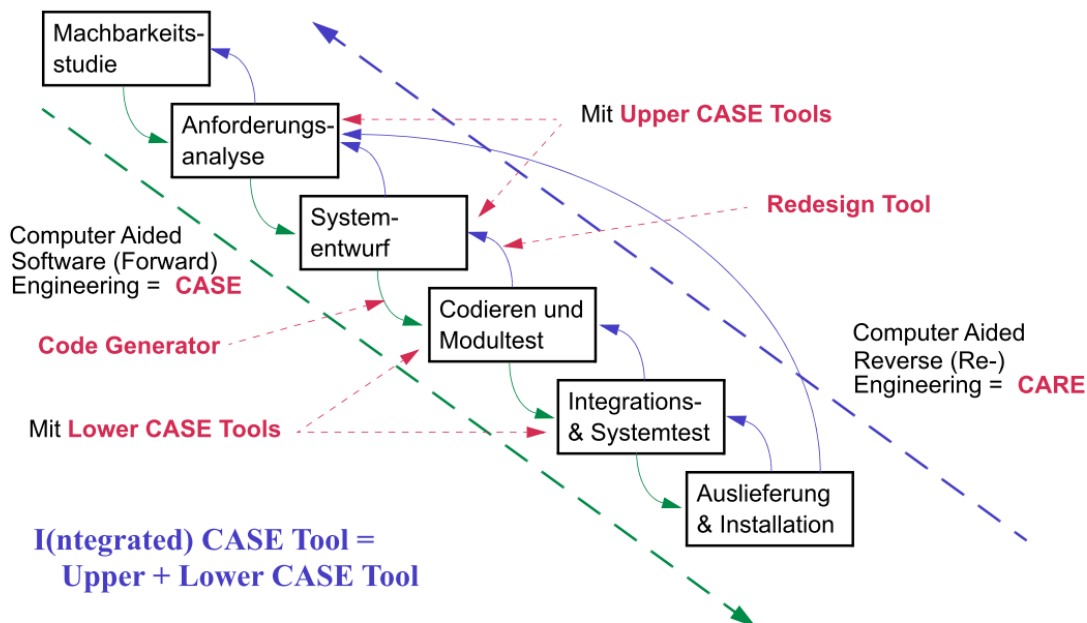 Machbarkeits-
studie
Anforderungs-
analyse
Mit Upper CASE Tools
System-
entwurf
Redesign Tool
Computer Aided
Software (Forward)
Engineering = CASE
Codieren und
Modultest
Code Generator
Computer Aided
Reverse (Re-)
Engineering = CARE
Mit Lower CASE Tools
Integrations-
& Systemtest
Auslieferung
& Installation
I(ntegrated) CASE Tool =
Upper + Lower CASE Tool